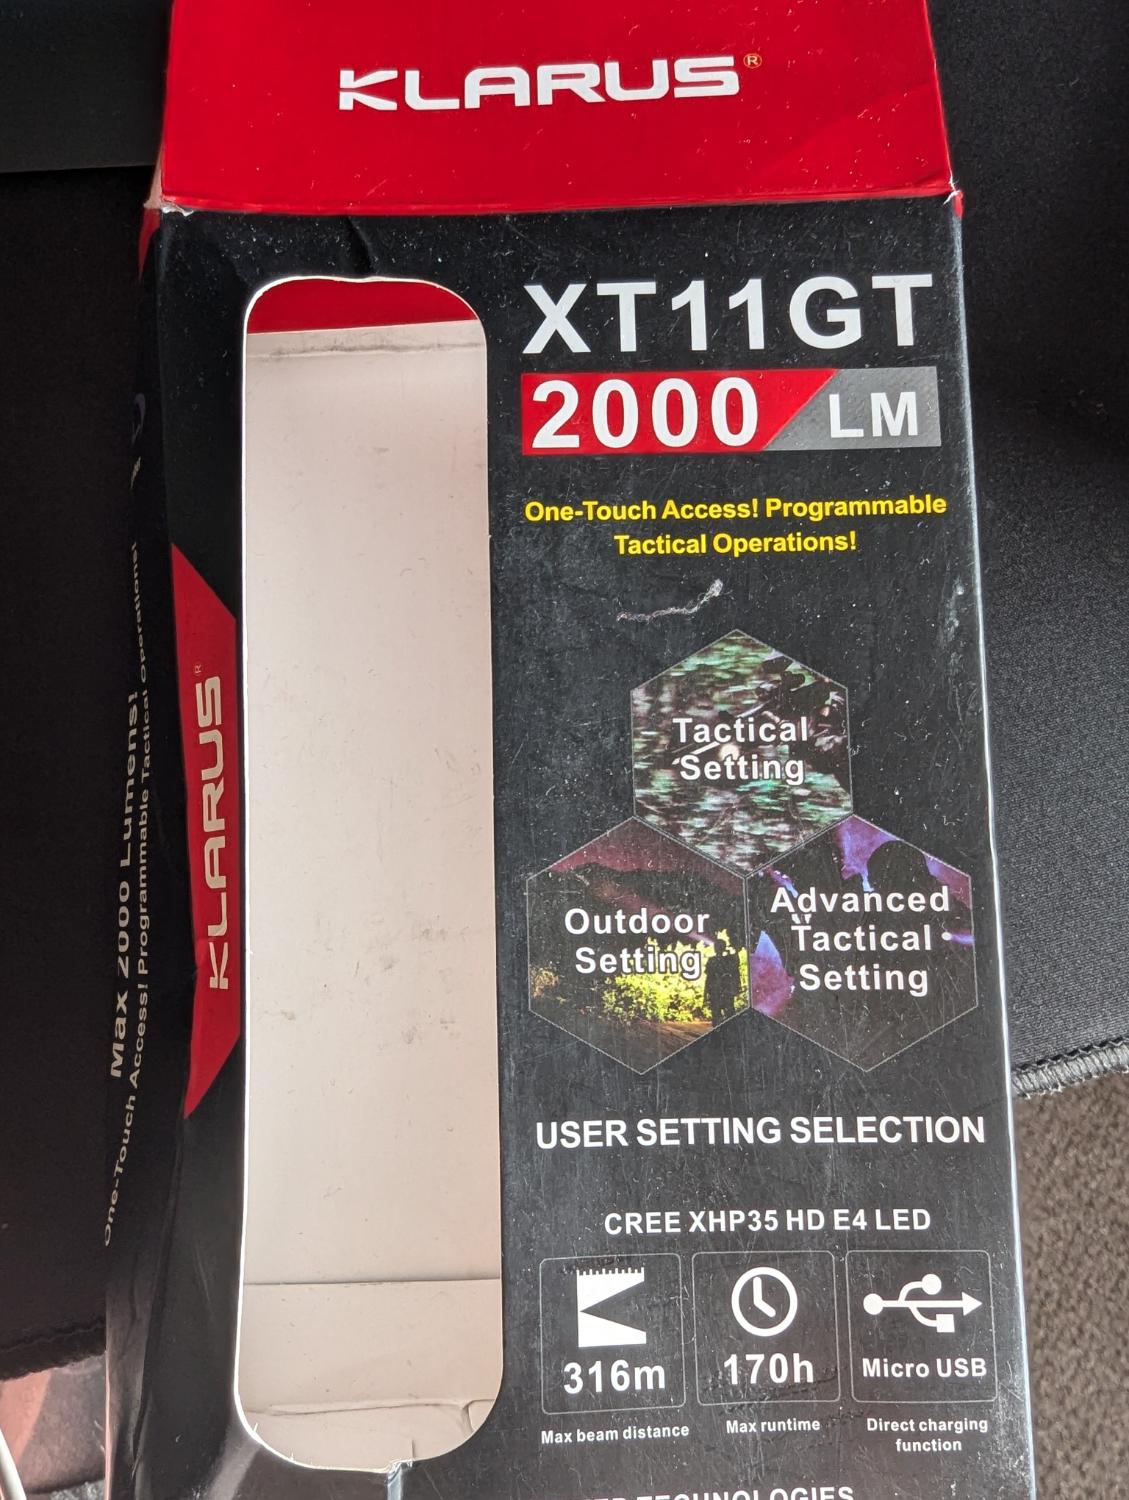 KLARUS®
XT11GT
2000 LM
One-Touch Access! Programmable
Tactical Operations!
Tactical
Setting
Outdoor
Setting
Advanced
Tactical
Setting
USER SETTING SELECTION
CREE XHP35 HD E4 LED
316m
Max beam distance
170h
Max runtime
Micro USB
Direct charging
function
TECHNOLOGIES
KLARUS®
Max 2000 Lumens!
One-Touch Access! Programmable Tactical Operations!